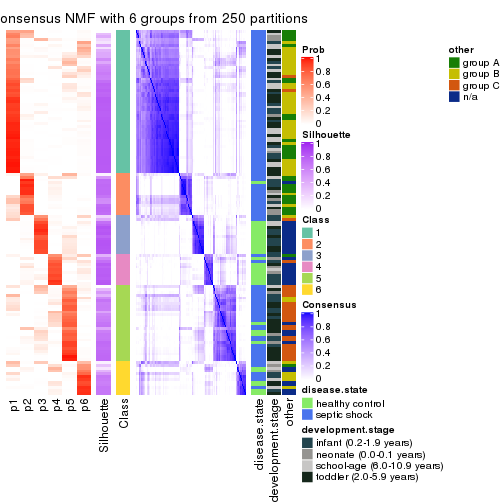 onsensus NMF with 6 groups from 250 partitions
Prob
1
0.8
0.6
0.4
0.2
0
Silhouette
1
0.8
0.6
0.4
0.2
0
Class
1
2
3
4
5
6
Consensus
1
0.8
0.6
0.4
0.2
0
disease.state
healthy control
septic shock
development.stage
infant (0.2-1.9 years)
neonate (0.0-0.1 years)
school-age (6.0-10.9 years)
toddler (2.0-5.9 years)
other
group A
group B
group C
n/a
p1
p2
p3
p4
p5
p6
Silhouette
Class
disease.state
development.stage
other